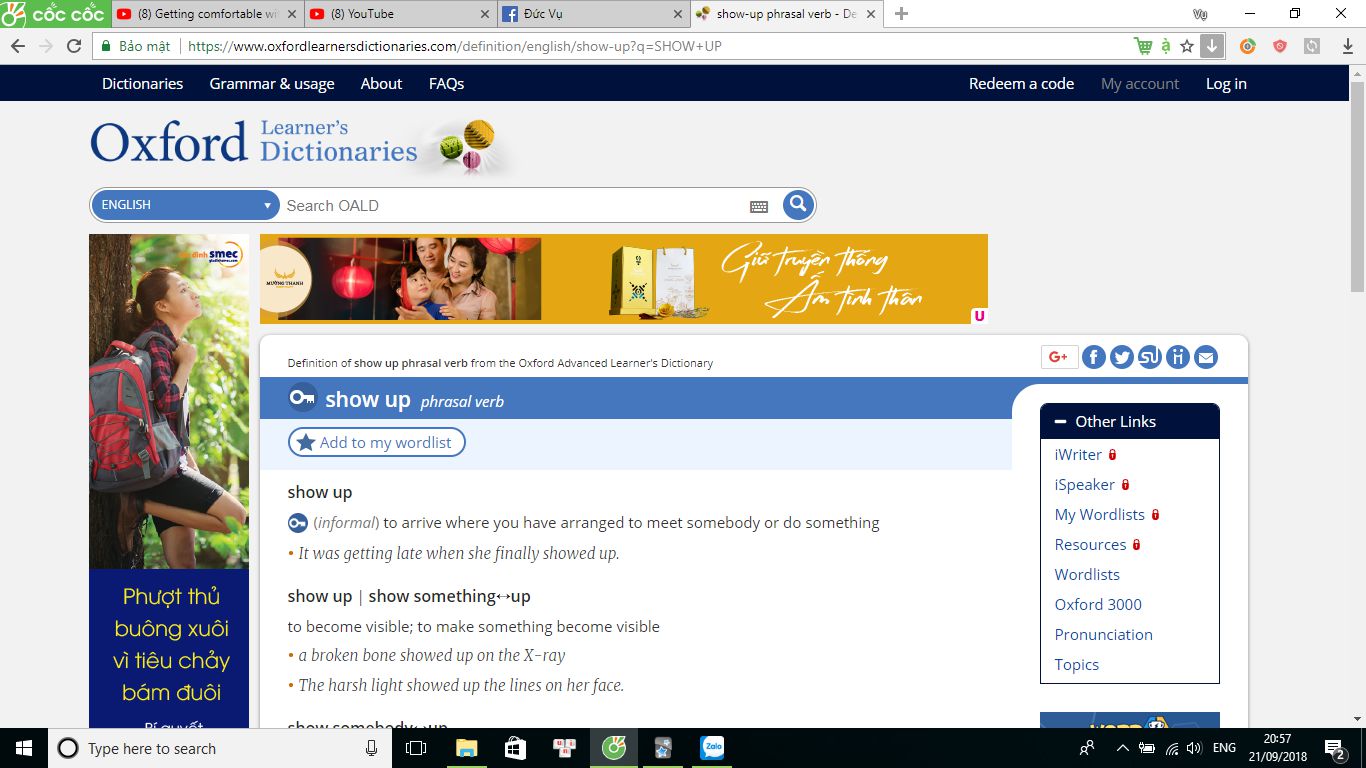 cốc cốc
(8) Getting comfortable wi
(8) YouTube
Đức Vụ
show-up phrasal verb - De
Vụ
Bảo mật
https://www.oxfordlearnersdictionaries.com/definition/english/show-up?q=SHOW+UP
Dictionaries Grammar & usage About FAQs
Redeem a code My account Log in
Oxford Learner's Dictionaries
ENGLISH
Search OALD
smec
MƯỜNG THANH
Giữ truyền thống
Ấm tình thân
U
Definition of show up phrasal verb from the Oxford Advanced Learner's Dictionary
G+
show up phrasal verb
Add to my wordlist
show up
(informal) to arrive where you have arranged to meet somebody or do something
• It was getting late when she finally showed up.
show up | show something↔up
to become visible; to make something become visible
• a broken bone showed up on the X-ray
• The harsh light showed up the lines on her face.
show somebody↔up
Other Links
iWriter
iSpeaker
My Wordlists
Resources
Wordlists
Oxford 3000
Pronunciation
Topics
Phượt thủ
buông xuôi
vì tiêu chảy
bám đuôi
Bí quyết
Type here to search
Zalo
ENG
20:57
21/09/2018
2